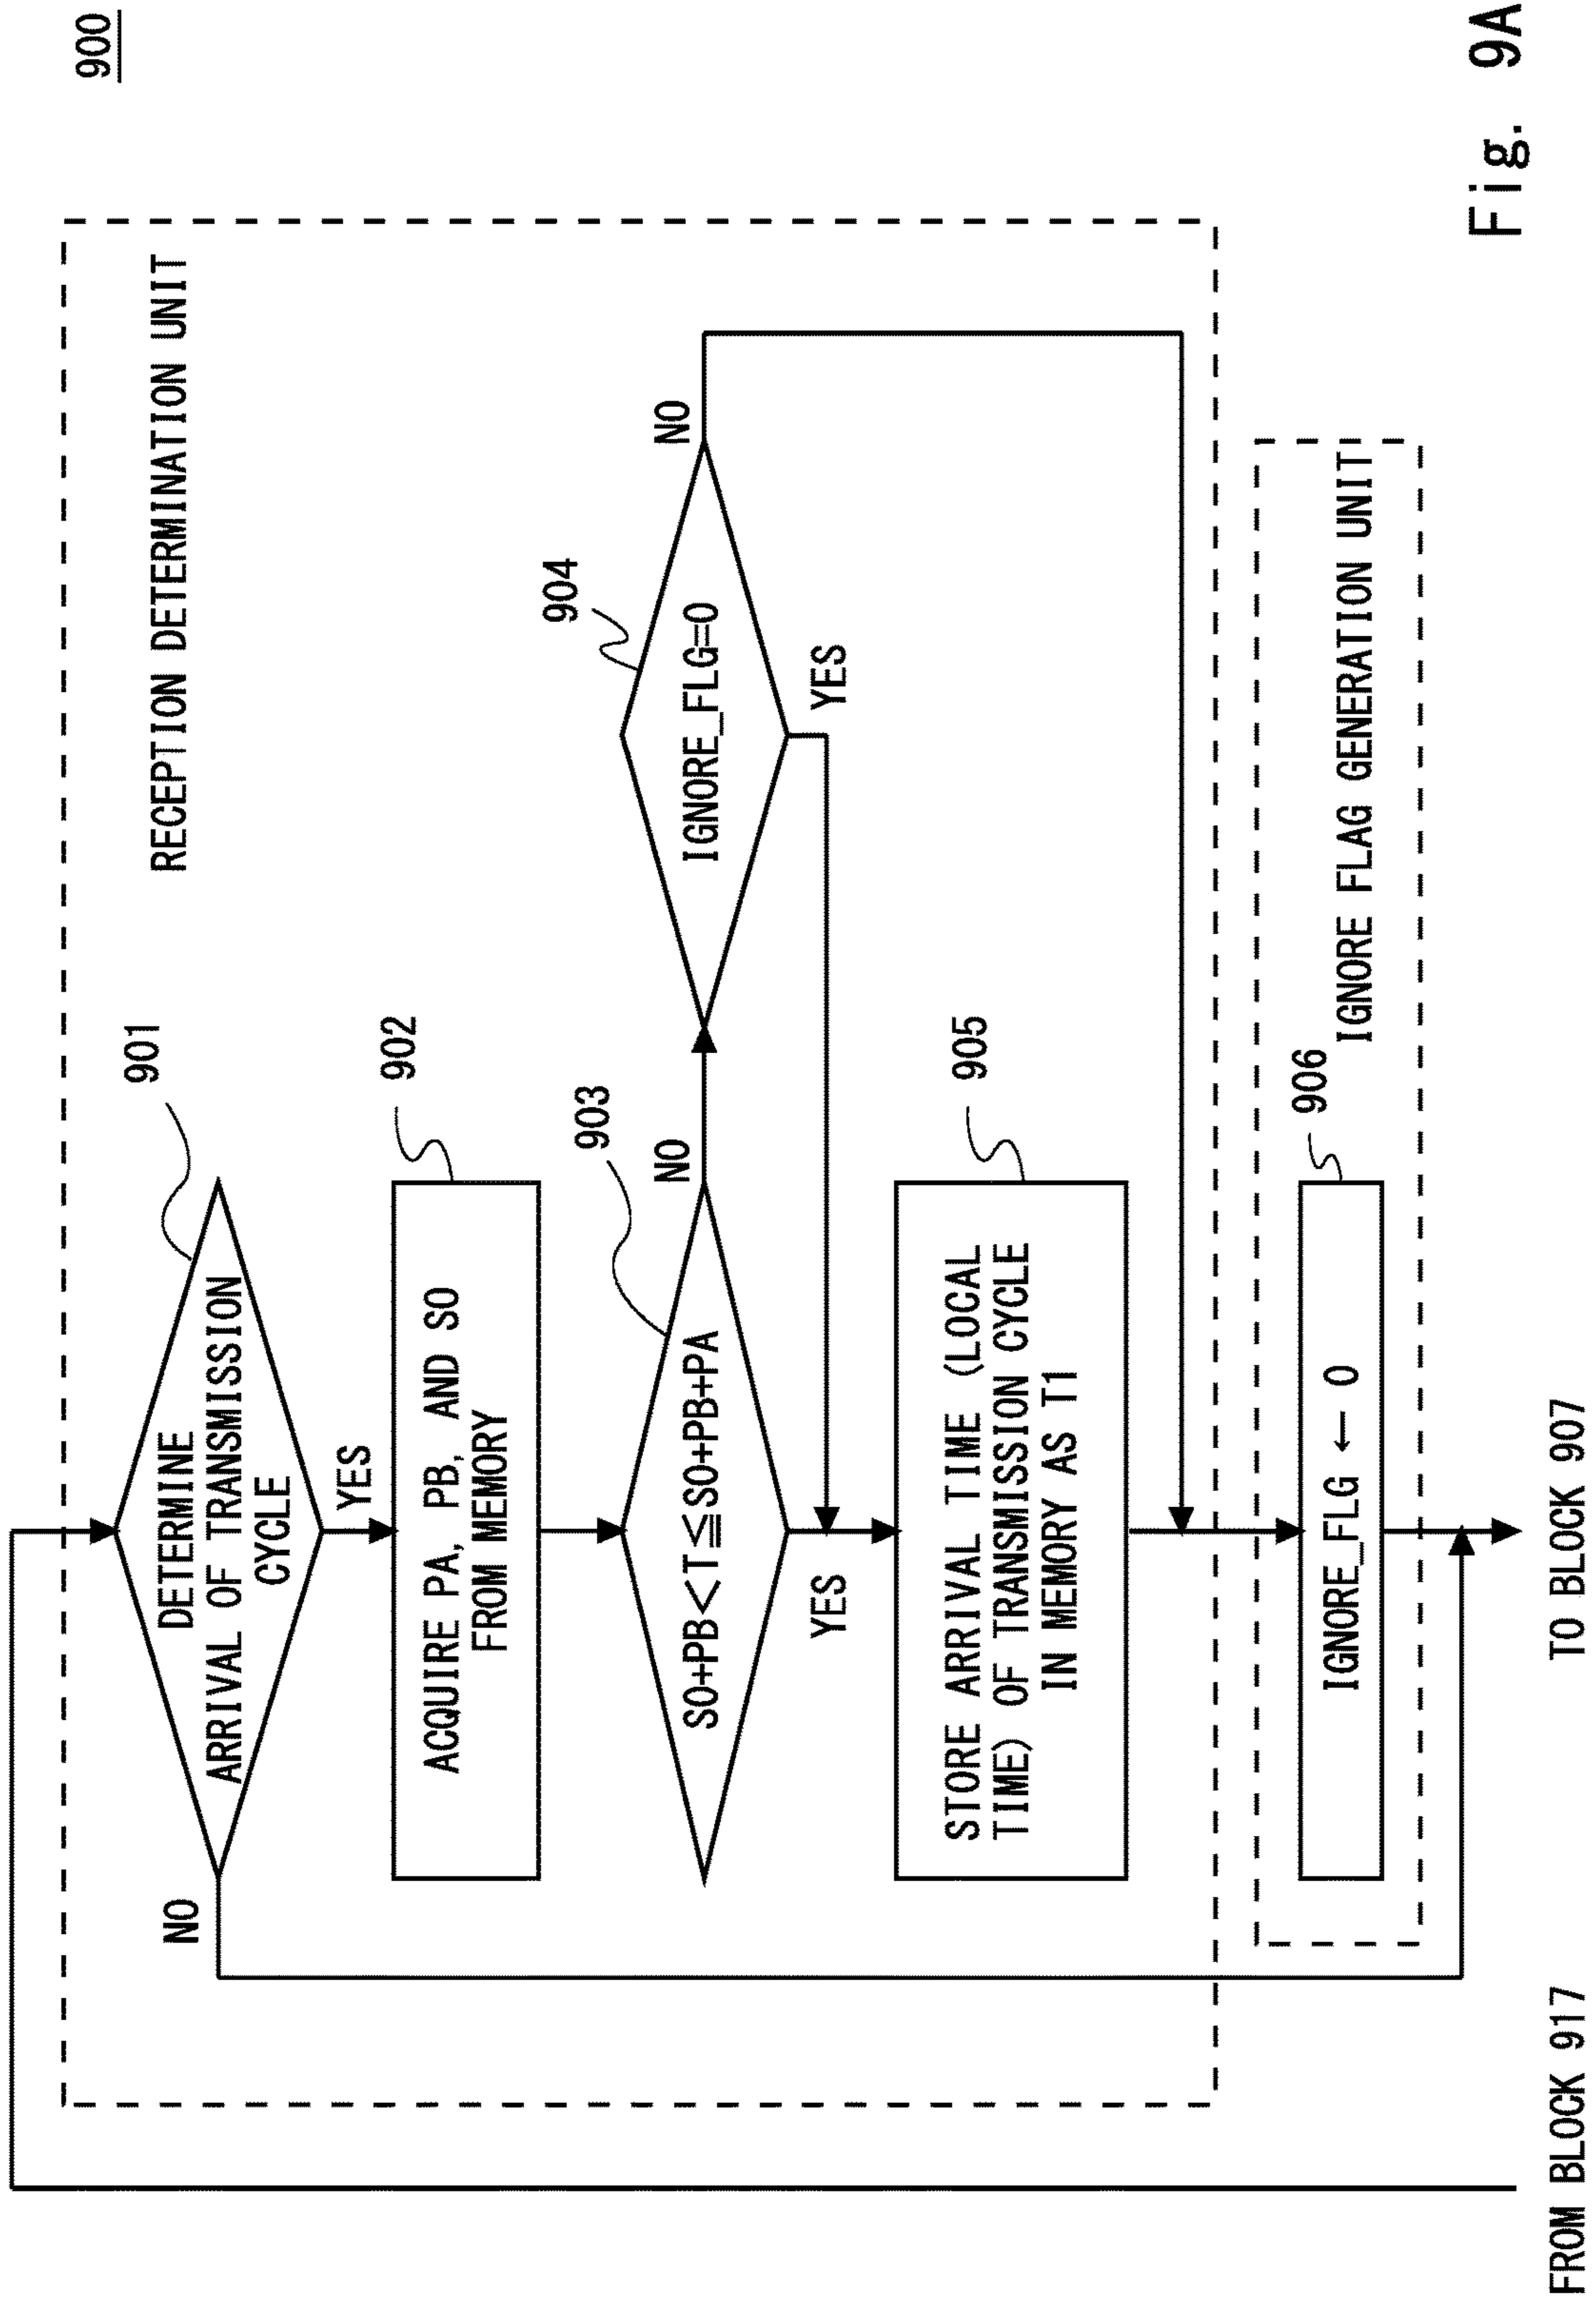 900
RECEPTION DETERMINATION UNIT
901
DETERMINE
ARRIVAL OF TRANSMISSION
CYCLE
NO
YES
902
ACQUIRE PA, PB, AND SO
FROM MEMORY
903
SO+PB<T≦SO+PB+PA
NO
YES
904
IGNORE_FLG=0
NO
YES
905
STORE ARRIVAL TIME (LOCAL
TIME) OF TRANSMISSION CYCLE
IN MEMORY AS T1
IGNORE FLAG GENERATION UNIT
906
IGNORE_FLG ← 0
FROM BLOCK 917
TO BLOCK 907
Fig. 9A